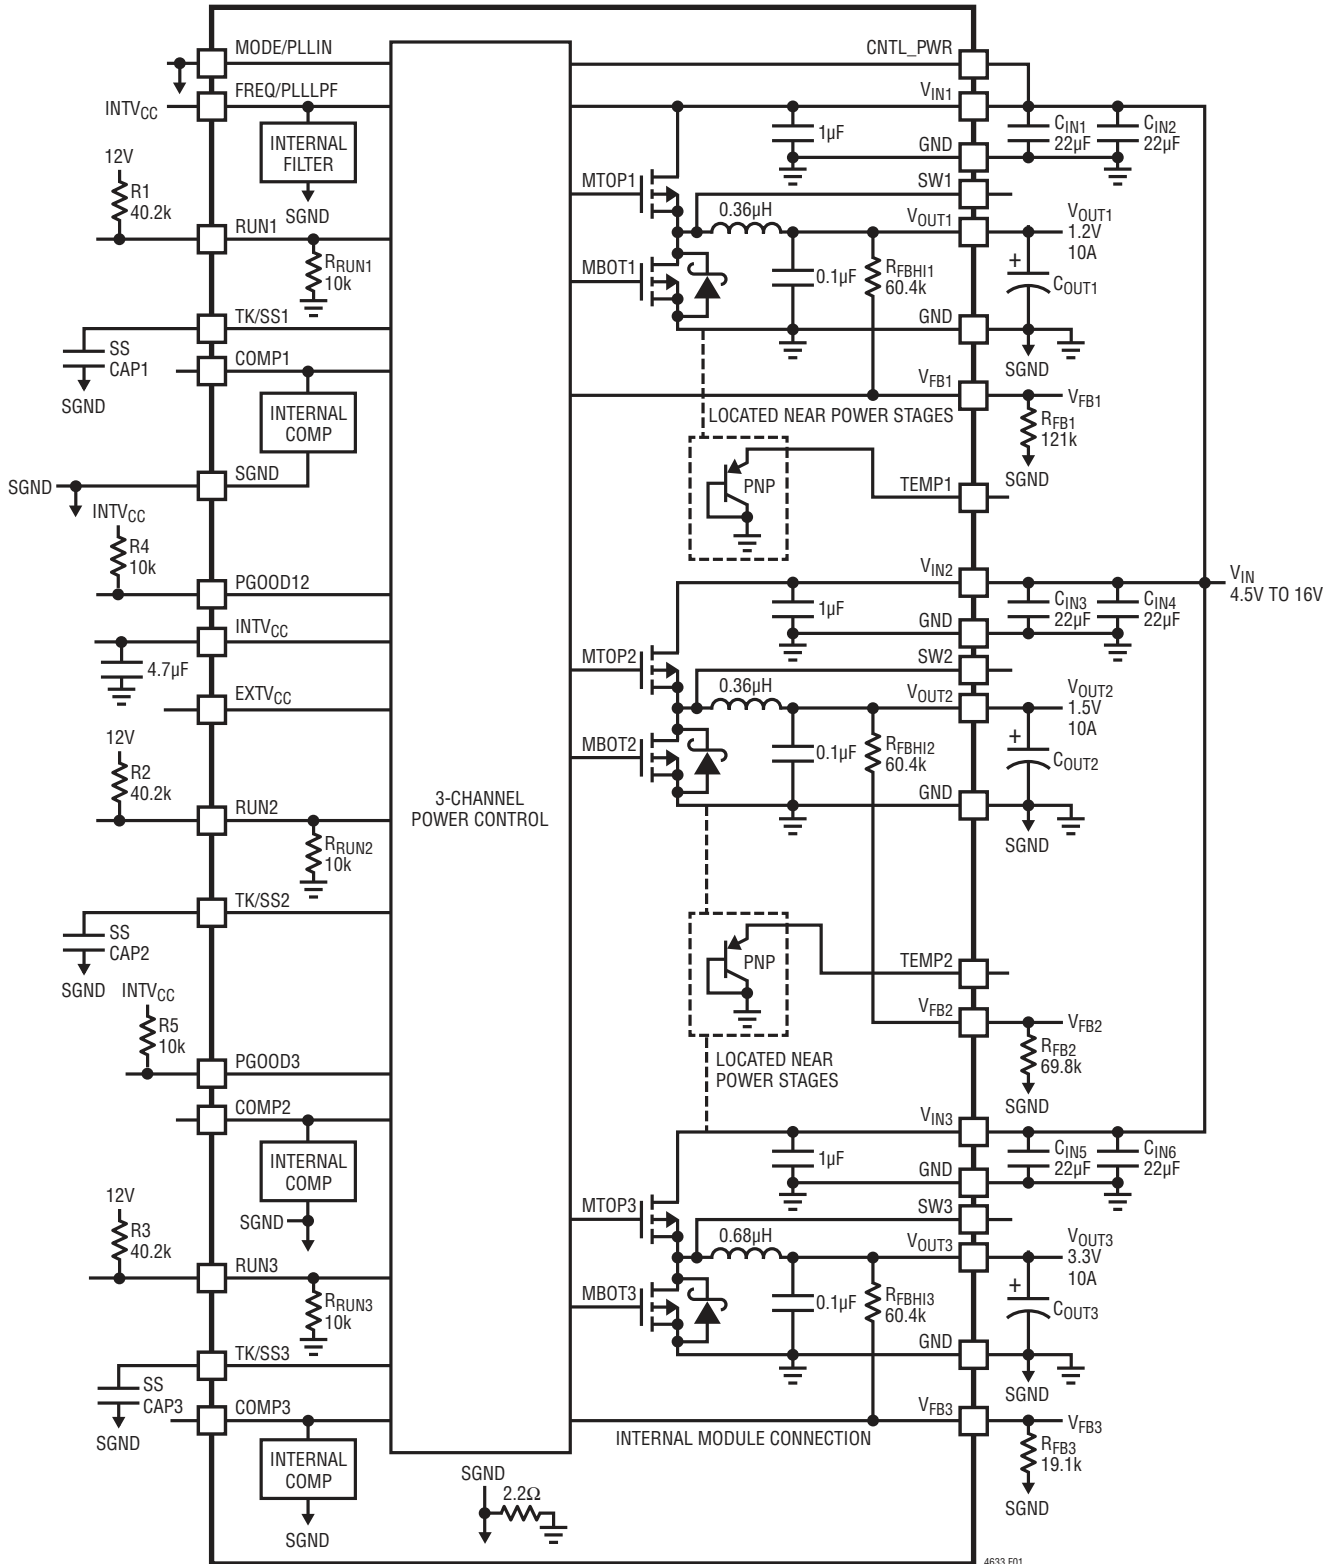 MODE/PLLIN
FREQ/PLLLPF
INTVCC
INTERNAL
FILTER
SGND
12V
R1
40.2k
RUN1
RRUN1
10k
TK/SS1
SS
CAP1
SGND
COMP1
INTERNAL
COMP
SGND
SGND
INTVCC
R4
10k
PGOOD12
INTVCC
4.7µF
EXTVCC
12V
R2
40.2k
RUN2
RRUN2
10k
TK/SS2
SS
CAP2
SGND
INTVCC
R5
10k
PGOOD3
COMP2
INTERNAL
COMP
SGND
12V
R3
40.2k
RUN3
RRUN3
10k
TK/SS3
SS
CAP3
SGND
COMP3
INTERNAL
COMP
SGND
3-CHANNEL
POWER CONTROL
SGND
2.2Ω
CNTL_PWR
VIN1
1µF
GND
CIN1
22µF
CIN2
22µF
MTOP1
SW1
0.36µH
VOUT1
VOUT1
1.2V
10A
MBOT1
0.1µF
RFBHI1
60.4k
+
COUT1
GND
SGND
VFB1
VFB1
LOCATED NEAR POWER STAGES
RFB1
121k
SGND
PNP
TEMP1
VIN2
VIN
4.5V TO 16V
1µF
GND
CIN3
22µF
CIN4
22µF
MTOP2
SW2
0.36µH
VOUT2
VOUT2
1.5V
10A
MBOT2
0.1µF
RFBHI2
60.4k
+
COUT2
GND
SGND
PNP
TEMP2
VFB2
VFB2
RFB2
69.8k
SGND
LOCATED NEAR
POWER STAGES
VIN3
1µF
GND
CIN5
22µF
CIN6
22µF
MTOP3
SW3
0.68µH
VOUT3
VOUT3
3.3V
10A
MBOT3
0.1µF
RFBHI3
60.4k
+
COUT3
GND
SGND
VFB3
VFB3
INTERNAL MODULE CONNECTION
RFB3
19.1k
SGND
4633 F01